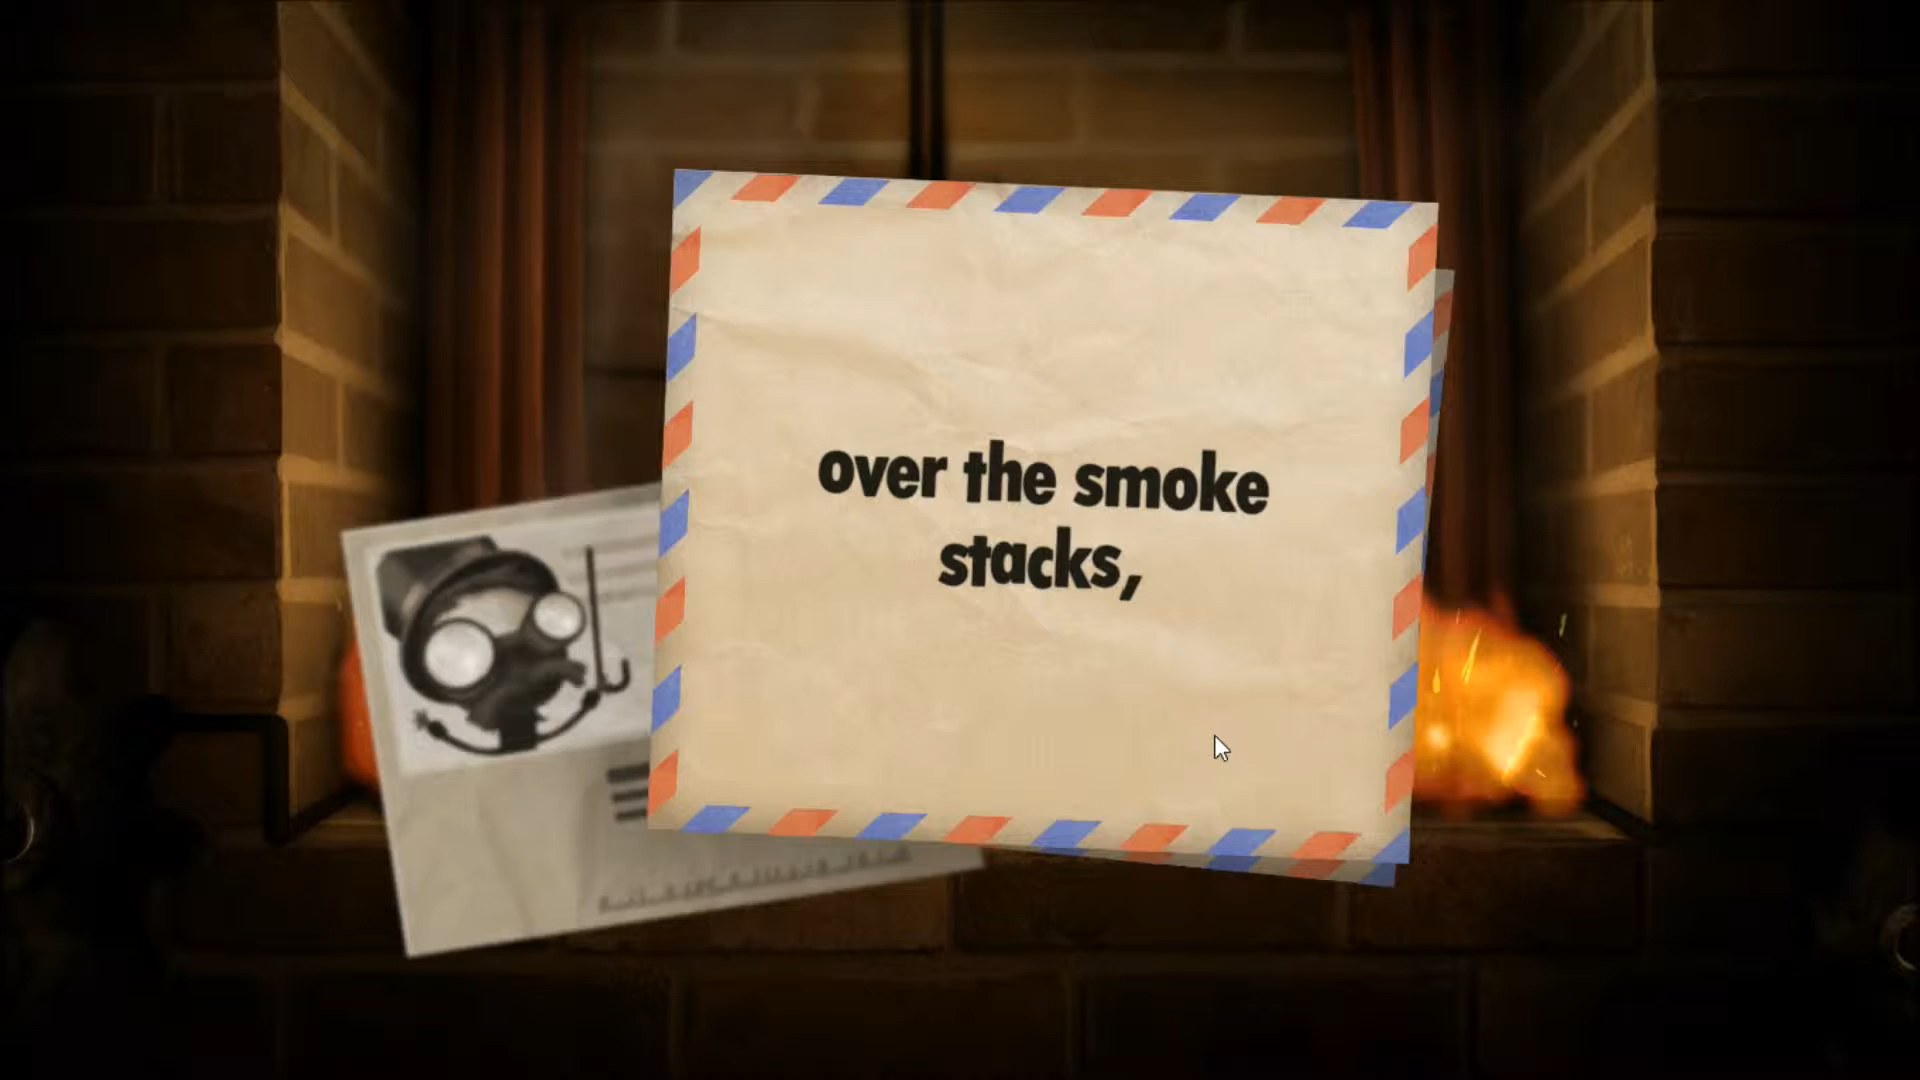 over the smoke
stacks,